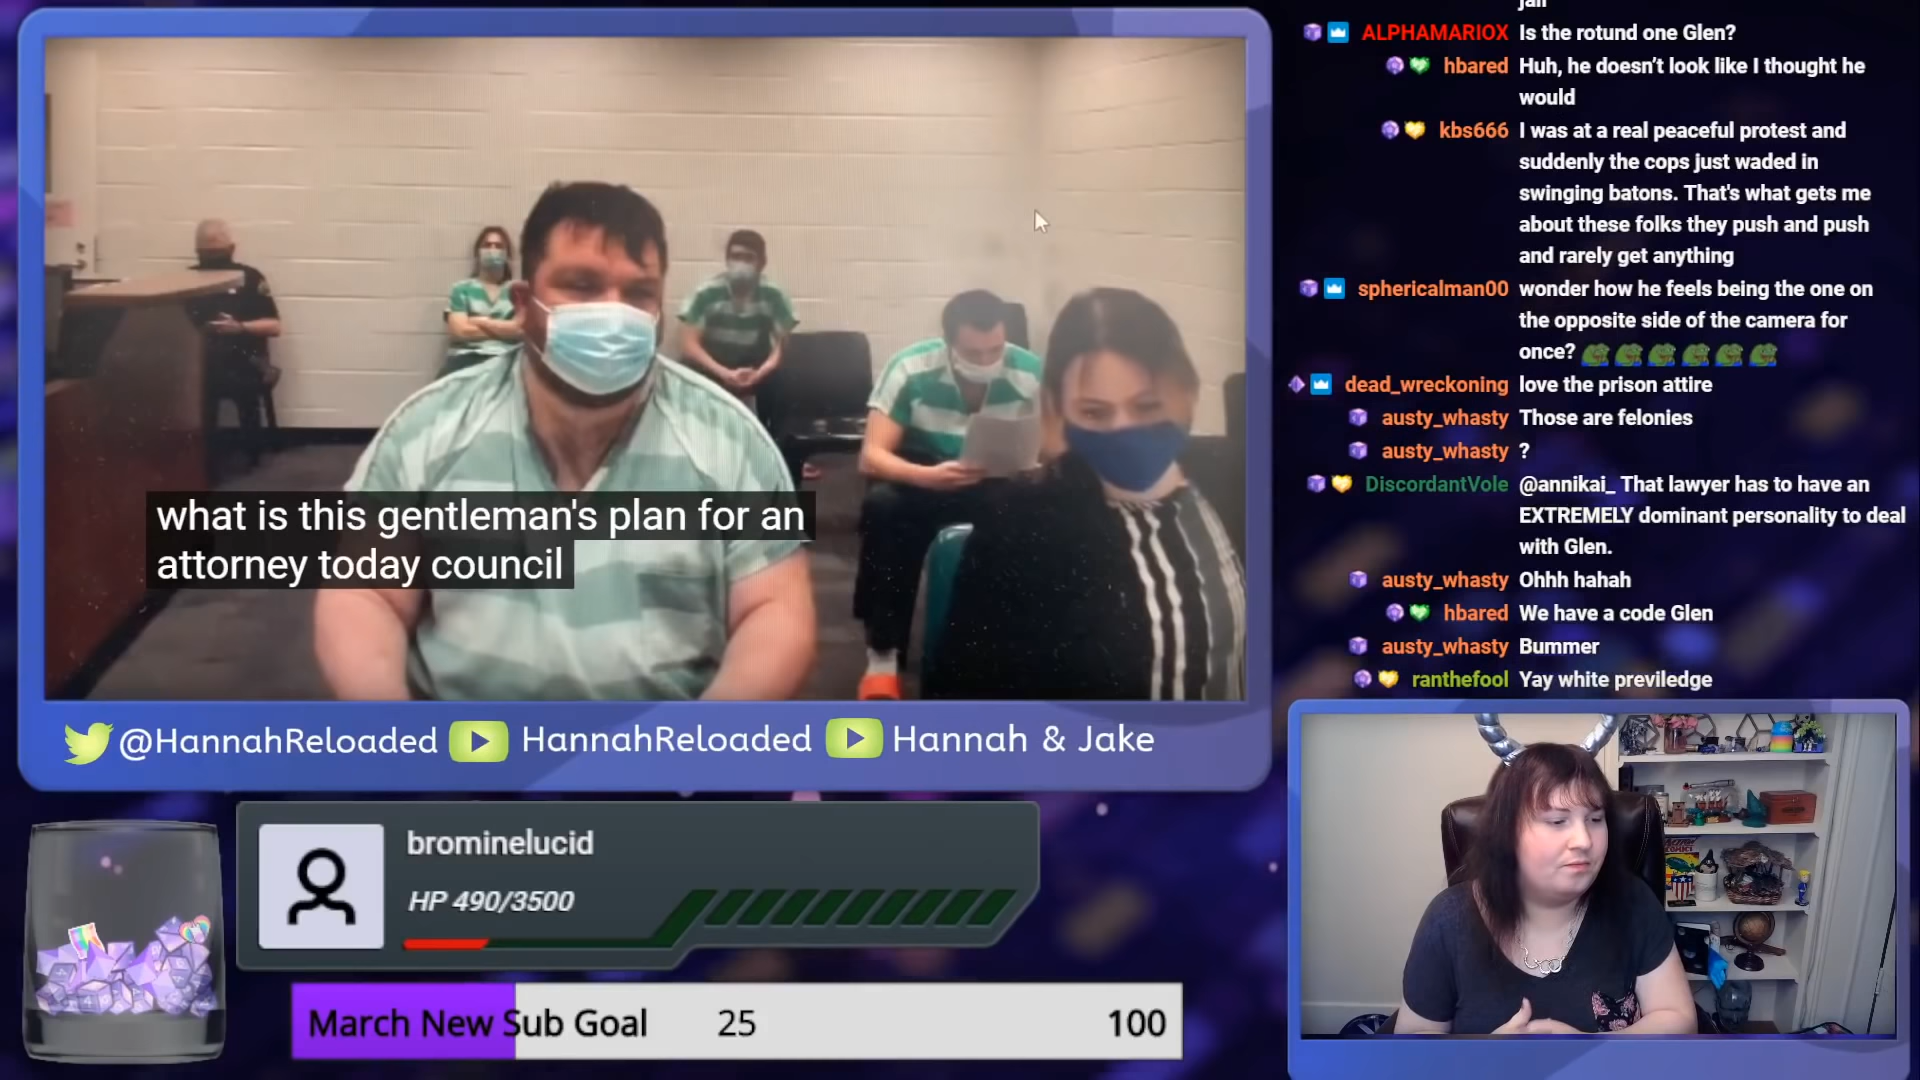 what is this gentleman's plan for an
attorney today council
@HannahReloaded HannahReloaded Hannah & Jake
brominelucid
HP 490/3500
March New Sub Goal 25 100
jail
ALPHAMARIOX Is the rotund one Glen?
hbared Huh, he doesn't look like I thought he
would
kbs666 I was at a real peaceful protest and
suddenly the cops just waded in
swinging batons. That's what gets me
about these folks they push and push
and rarely get anything
sphericalman00 wonder how he feels being the one on
the opposite side of the camera for
once?
dead_wreckoning love the prison attire
austy_whasty Those are felonies
austy_whasty ?
DiscordantVole @annikai_ That lawyer has to have an
EXTREMELY dominant personality to deal
with Glen.
austy_whasty Ohhh hahah
hbared We have a code Glen
austy_whasty Bummer
ranthefool Yay white previledge